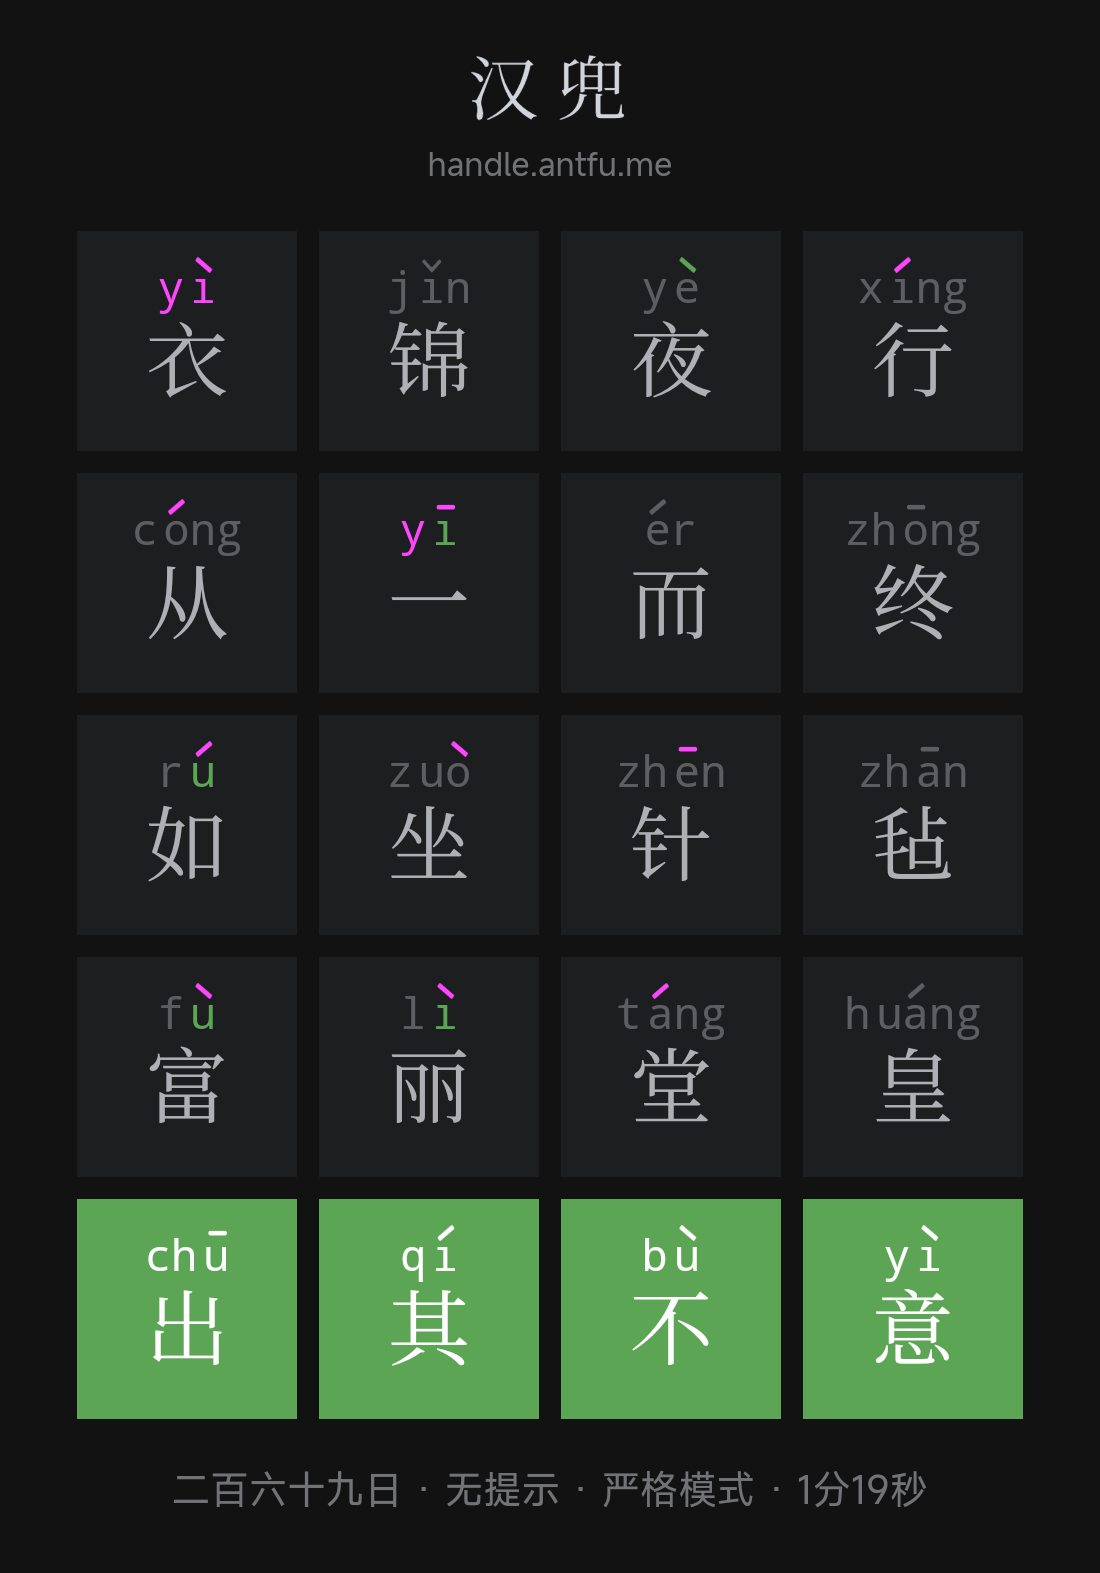 汉兜
handle.antfu.me
yì jǐn yè xíng
衣 锦 夜 行
cóng yī ér zhōng
从 一 而 终
rú zuò zhēn zhān
如 坐 针 毡
fù lì táng huáng
富 丽 堂 皇
chū qí bù yì
出 其 不 意
二百六十九日 · 无提示 · 严格模式 · 1分19秒